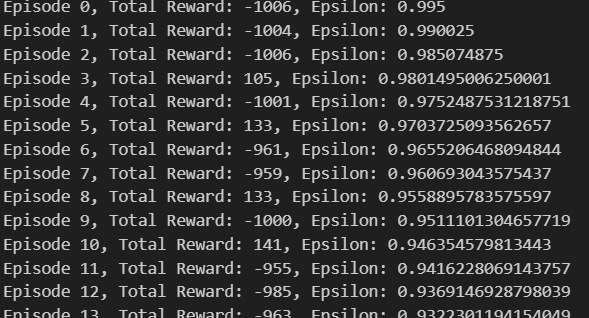 Episode 0, Total Reward: -1006, Epsilon: 0.995
Episode 1, Total Reward: -1004, Epsilon: 0.990025
Episode 2, Total Reward: -1006, Epsilon: 0.985074875
Episode 3, Total Reward: 105, Epsilon: 0.9801495006250001
Episode 4, Total Reward: -1001, Epsilon: 0.9752487531218751
Episode 5, Total Reward: 133, Epsilon: 0.9703725093562657
Episode 6, Total Reward: -961, Epsilon: 0.9655206468094844
Episode 7, Total Reward: -959, Epsilon: 0.960693043575437
Episode 8, Total Reward: 133, Epsilon: 0.9558895783575597
Episode 9, Total Reward: -1000, Epsilon: 0.9511101304657719
Episode 10, Total Reward: 141, Epsilon: 0.946354579813443
Episode 11, Total Reward: -955, Epsilon: 0.9416228069143757
Episode 12, Total Reward: -985, Epsilon: 0.9369146928798039
Episode 13, Total Reward: -963, Epsilon: 0.9322301194154049